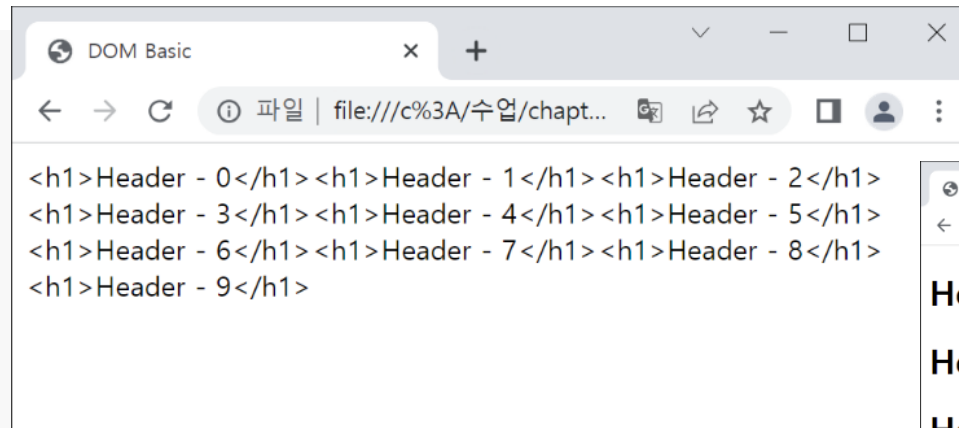 DOM Basic
파일 | file:///c%3A/수업/chapt...
<h1>Header - 0</h1><h1>Header - 1</h1><h1>Header - 2</h1>
<h1>Header - 3</h1><h1>Header - 4</h1><h1>Header - 5</h1>
<h1>Header - 6</h1><h1>Header - 7</h1><h1>Header - 8</h1>
<h1>Header - 9</h1>